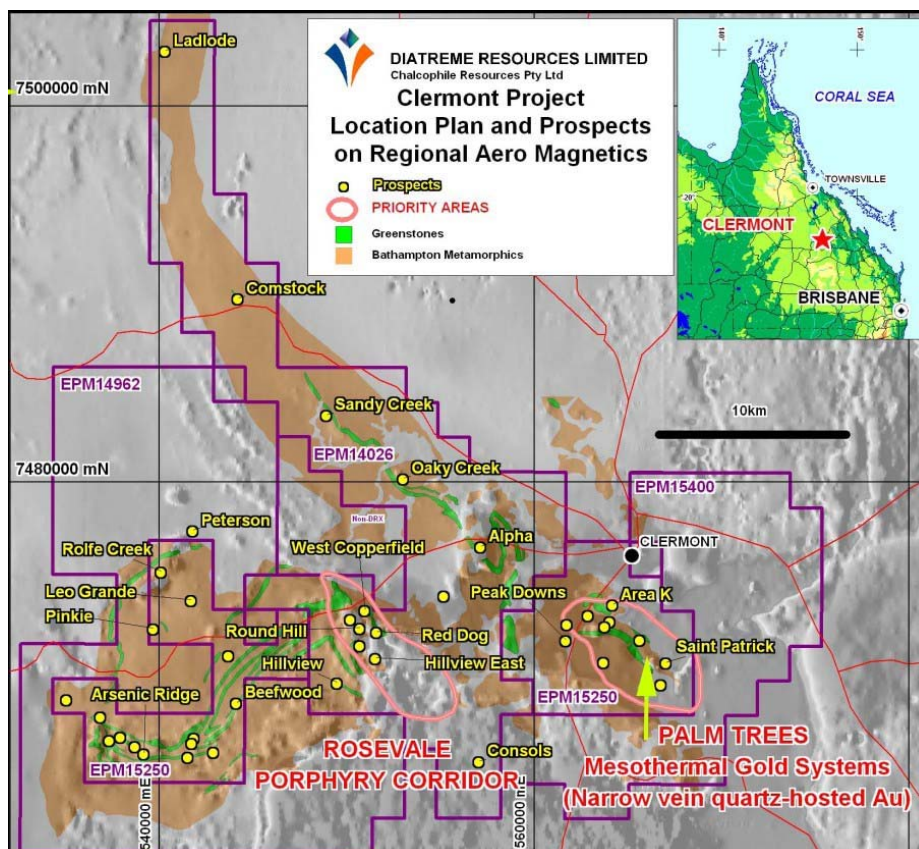 DIATREME RESOURCES LIMITED
Chalcophile Resources Pty Ltd
Clermont Project
Location Plan and Prospects
on Regional Aero Magnetics
Prospects
PRIORITY AREAS
Greenstones
Bathampton Metamorphics
140°
150°
CORAL SEA
TOWNSVILLE
20°
CLERMONT
BRISBANE
Ladlode
7500000 mN
Comstock
EPM14962
Sandy Creek
10km
EPM14026
Oaky Creek
7480000 mN
EPM15400
Non-DRX
Peterson
West Copperfield
Alpha
CLERMONT
Rolfe Creek
Leo Grande
Peak Downs
Area K
Pinkie
Round Hill
Red Dog
Saint Patrick
Hillview
Hillview East
Arsenic Ridge
Beefwood
EPM15250
EPM15250
ROSEVALE
PORPHYRY CORRIDOR
Consols
PALM TREES
Mesothermal Gold Systems
(Narrow vein quartz-hosted Au)
540000 mE
560000 mE